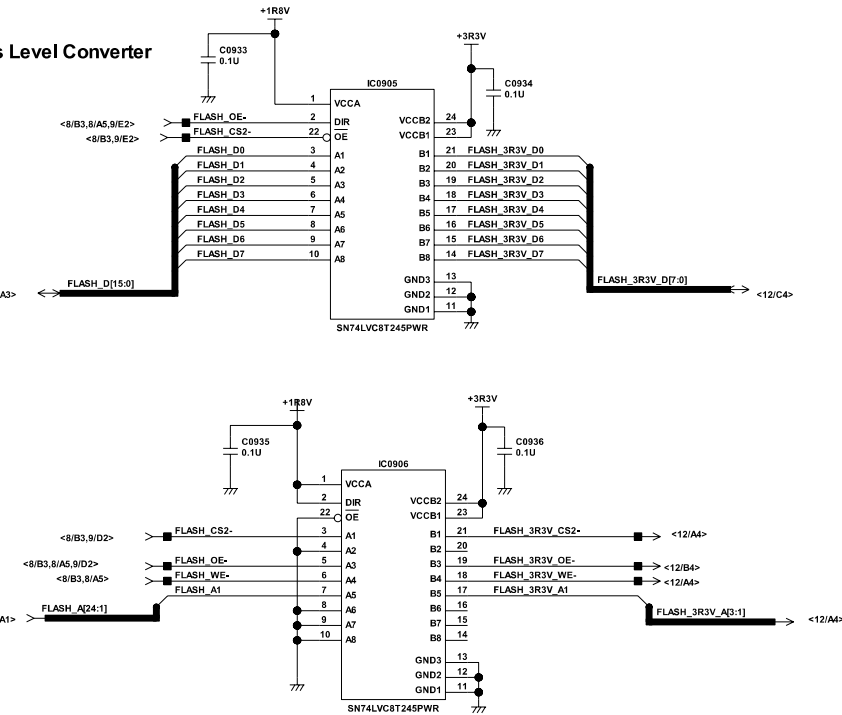 +1R8V
+3R3V
s Level Converter
C0933
0.1U
IC0905
C0934
0.1U
1 VCCA
<8/B3,8/A5,9/E2> FLASH_OE- 2 DIR VCCB2 24
<8/B3,9/E2> FLASH_CS2- 22 OE VCCB1 23
FLASH_D0 3 A1 B1 21 FLASH_3R3V_D0
FLASH_D1 4 A2 B2 20 FLASH_3R3V_D1
FLASH_D2 5 A3 B3 19 FLASH_3R3V_D2
FLASH_D3 6 A4 B4 18 FLASH_3R3V_D3
FLASH_D4 7 A5 B5 17 FLASH_3R3V_D4
FLASH_D5 8 A6 B6 16 FLASH_3R3V_D5
FLASH_D6 9 A7 B7 15 FLASH_3R3V_D6
FLASH_D7 10 A8 B8 14 FLASH_3R3V_D7
GND3 13
A3> FLASH_D[15:0] GND2 12 FLASH_3R3V_D[7:0] <12/C4>
GND1 11
SN74LVC8T245PWR
+1R8V
+3R3V
C0935
0.1U
C0936
0.1U
IC0906
1 VCCA
2 DIR VCCB2 24
22 OE VCCB1 23
<8/B3,9/D2> FLASH_CS2- 3 A1 B1 21 FLASH_3R3V_CS2- <12/A4>
4 A2 B2 20
<8/B3,8/A5,9/D2> FLASH_OE- 5 A3 B3 19 FLASH_3R3V_OE- <12/B4>
<8/B3,8/A5> FLASH_WE- 6 A4 B4 18 FLASH_3R3V_WE- <12/A4>
FLASH_A1 7 A5 B5 17 FLASH_3R3V_A1
A1> FLASH_A[24:1] 8 A6 B6 16 FLASH_3R3V_A[3:1] <12/A4>
9 A7 B7 15
10 A8 B8 14
GND3 13
GND2 12
GND1 11
SN74LVC8T245PWR